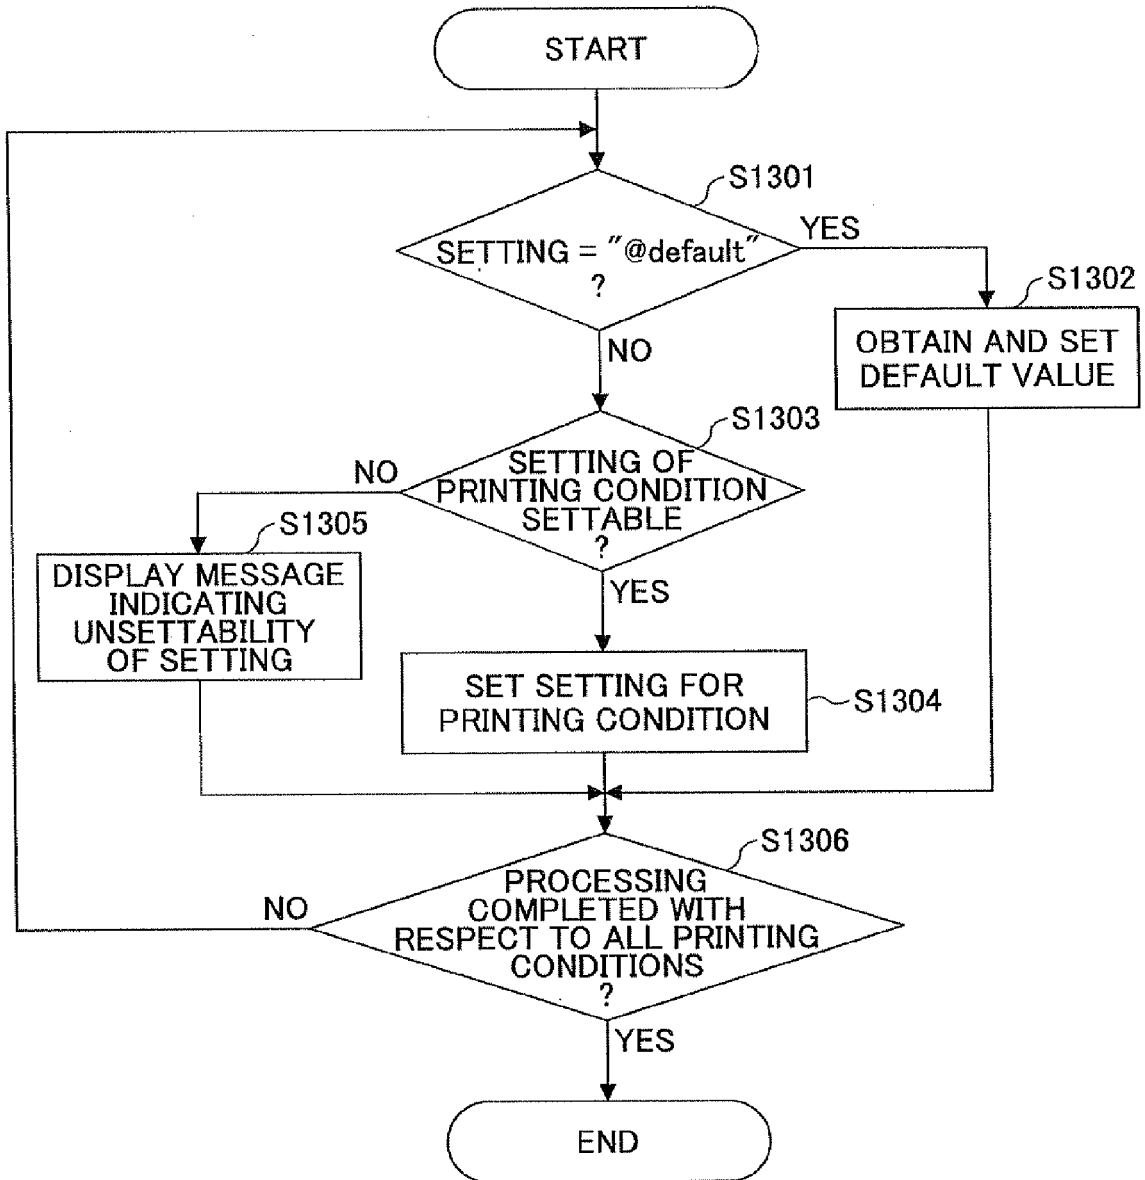 START
S1301
YES
SETTING = "@default"
?
S1302
OBTAIN AND SET
DEFAULT VALUE
NO
S1303
NO
SETTING OF
PRINTING CONDITION
SETTABLE
?
S1305
DISPLAY MESSAGE
INDICATING
UNSETTABILITY
OF SETTING
YES
SET SETTING FOR
PRINTING CONDITION
S1304
S1306
NO
PROCESSING
COMPLETED WITH
RESPECT TO ALL PRINTING
CONDITIONS
?
YES
END